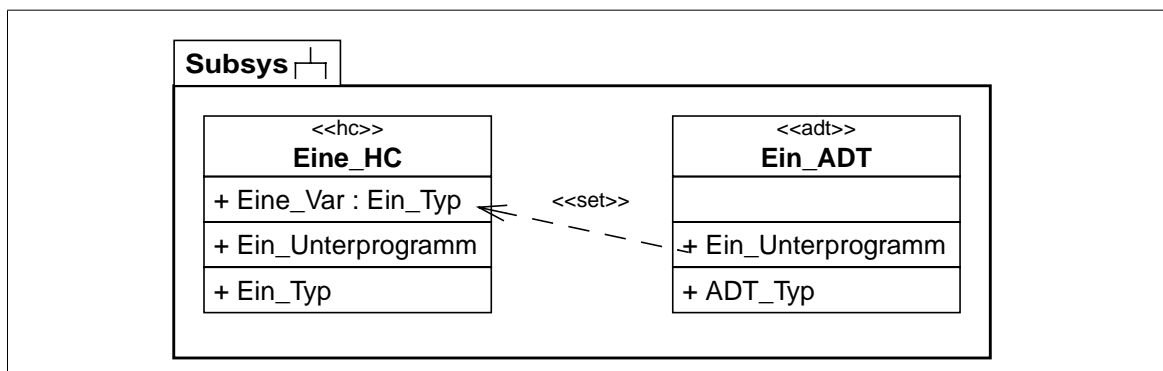 Subsys
<<hc>>
Eine_HC
+ Eine_Var : Ein_Typ
+ Ein_Unterprogramm
+ Ein_Typ
<<set>>
<<adt>>
Ein_ADT
+ Ein_Unterprogramm
+ ADT_Typ